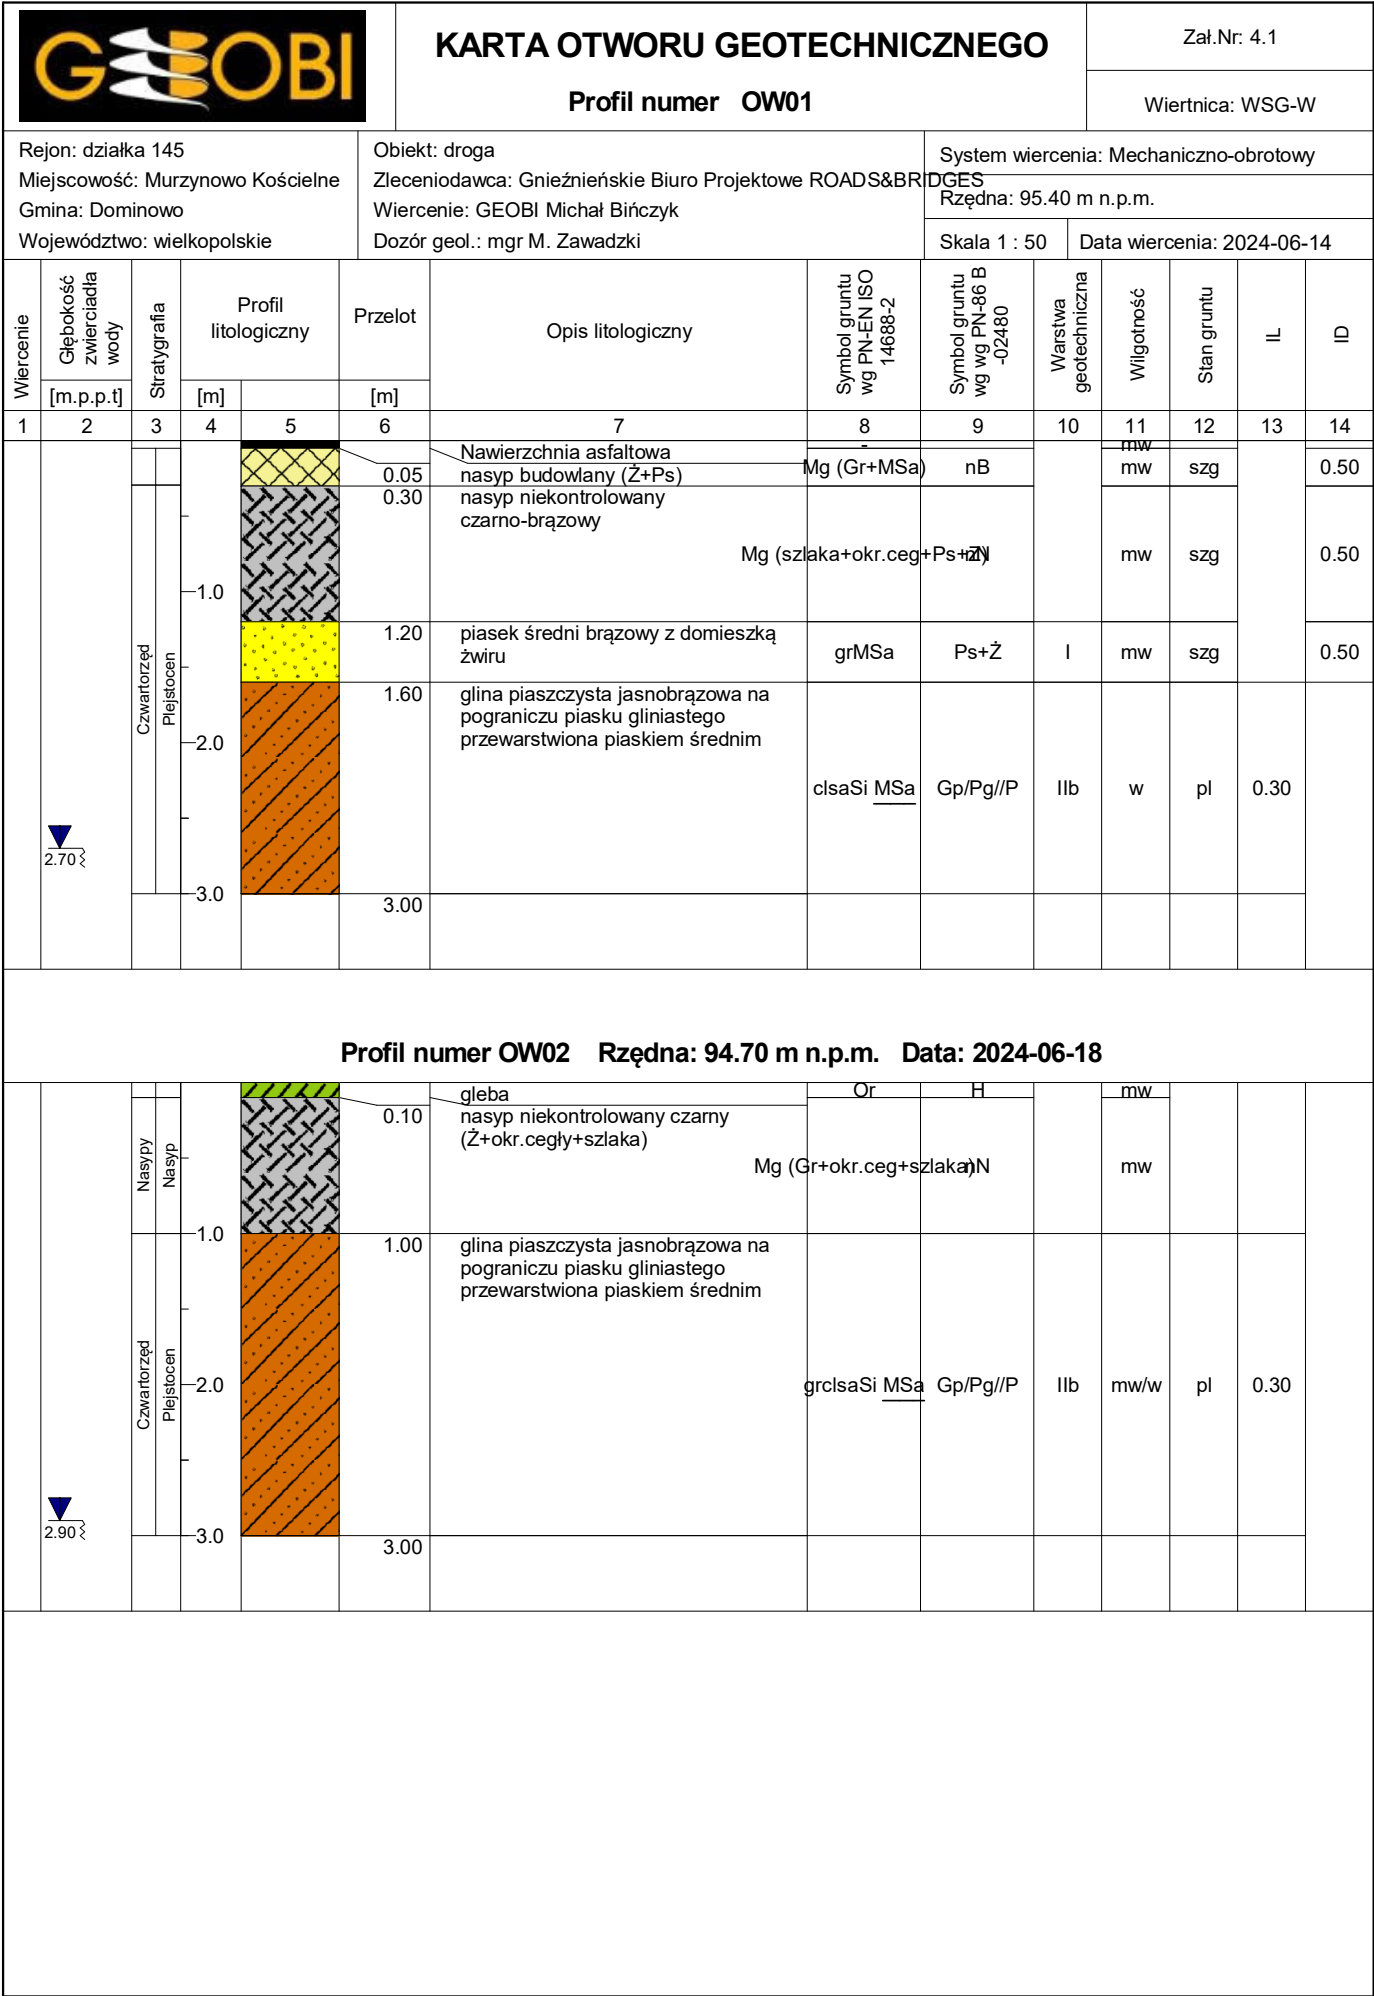 GEOBI
KARTA OTWORU GEOTECHNICZNEGO
Profil numer OW01
Zał.Nr: 4.1
Wiertnica: WSG-W
Rejon: działka 145
Miejscowość: Murzynowo Kościelne
Gmina: Dominowo
Województwo: wielkopolskie
Obiekt: droga
Zleceniodawca: Gnieźnieńskie Biuro Projektowe ROADS&BRIDGES
Wiercenie: GEOBI Michał Bińczyk
Dozór geol.: mgr M. Zawadzki
System wiercenia: Mechaniczno-obrotowy
Rzędna: 95.40 m n.p.m.
Skala 1 : 50
Data wiercenia: 2024-06-14
Wiercenie
Głębokość
zwierciadła
wody
[m.p.p.t]
Stratygrafia
Profil
litologiczny
[m]
Przelot
[m]
Opis litologiczny
Symbol gruntu
wg PN-EN ISO
14688-2
Symbol gruntu
wg wg PN-86 B
-02480
Warstwa
geotechniczna
Wilgotność
Stan gruntu
IL
ID
1 2 3 4 5 6 7 8 9 10 11 12 13 14
Nawierzchnia asfaltowa - mw
0.05 nasyp budowlany (Ż+Ps) Mg (Gr+MSa) nB mw szg 0.50
0.30 nasyp niekontrolowany
czarno-brązowy
Mg (szlaka+okr.ceg+Ps+Ż) nN mw szg 0.50
1.0
1.20 piasek średni brązowy z domieszką
żwiru
grMSa Ps+Ż I mw szg 0.50
Czwartorzęd
Plejstocen
1.60 glina piaszczysta jasnobrązowa na
pograniczu piasku gliniastego
przewarstwiona piaskiem średnim
2.0
clsaSi MSa Gp/Pg//P IIb w pl 0.30
2.70
3.0
3.00
Profil numer OW02 Rzędna: 94.70 m n.p.m. Data: 2024-06-18
gleba Or H mw
0.10 nasyp niekontrolowany czarny
(Ż+okr.cegły+szlaka)
Nasypy
Nasyp
Mg (Gr+okr.ceg+szlaka) nN mw
1.0
1.00 glina piaszczysta jasnobrązowa na
pograniczu piasku gliniastego
przewarstwiona piaskiem średnim
Czwartorzęd
Plejstocen
2.0
grclsaSi MSa Gp/Pg//P IIb mw/w pl 0.30
2.90
3.0
3.00